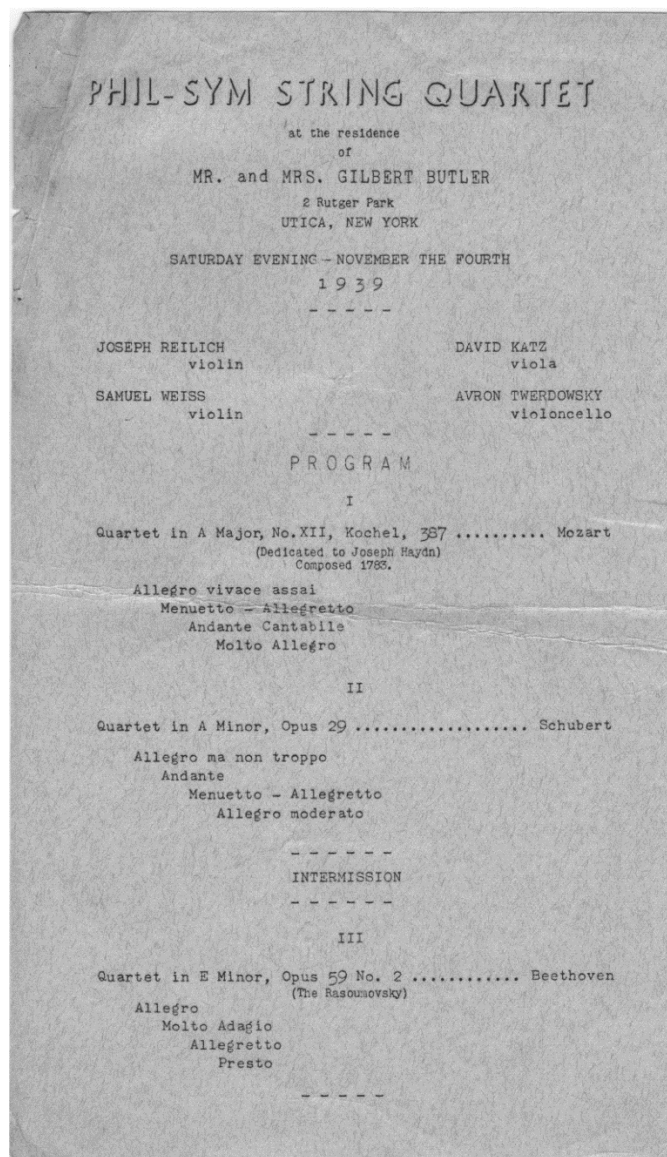 PHIL-SYM STRING QUARTET
at the residence
of
MR. and MRS. GILBERT BUTLER
2 Rutger Park
UTICA, NEW YORK
SATURDAY EVENING - NOVEMBER THE FOURTH
1939
- - - - -
JOSEPH REILICH
violin
DAVID KATZ
viola
SAMUEL WEISS
violin
AVRON TWERDOWSKY
violoncello
- - - - -
PROGRAM
I
Quartet in A Major, No.XII, Kochel, 387 .......... Mozart
(Dedicated to Joseph Haydn)
Composed 1783.
Allegro vivace assai
Menuetto - Allegretto
Andante Cantabile
Molto Allegro
II
Quartet in A Minor, Opus 29 ................... Schubert
Allegro ma non troppo
Andante
Menuetto - Allegretto
Allegro moderato
- - - - - -
INTERMISSION
- - - - - -
III
Quartet in E Minor, Opus 59 No. 2 ............ Beethoven
(The Rasoumovsky)
Allegro
Molto Adagio
Allegretto
Presto
- - - - -